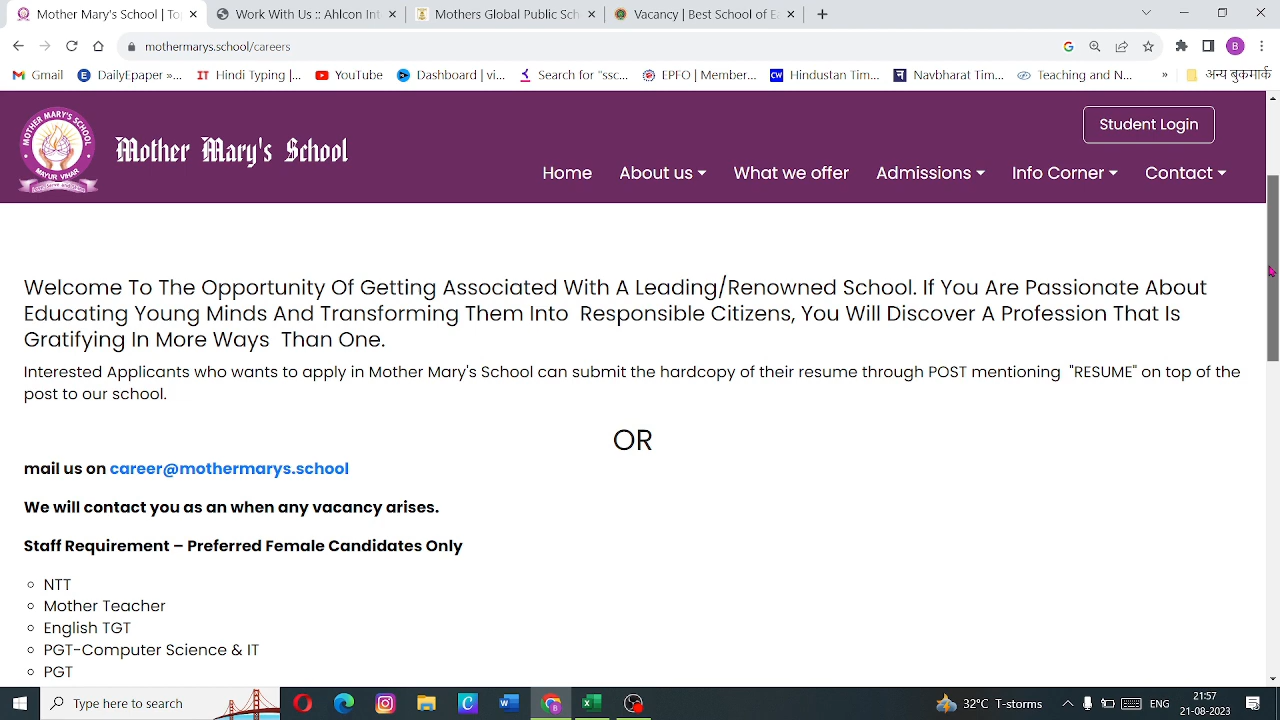 Mother Mary's School | To
Work With Us :: Ahlcon Int
Mothers Global Public Sch
Vacancy | Best School of Ea
mothermarys.school/careers
B
Gmail
DailyEpaper »...
Hindi Typing |...
YouTube
Dashboard | vi...
Search for "ssc...
EPFO | Member...
Hindustan Tim...
Navbharat Tim...
Teaching and N...
»
अन्य बुकमार्क
MOTHER MARY'S SCHOOL
MAYUR VIHAR
Mother Mary's School
Student Login
Home
About us
What we offer
Admissions
Info Corner
Contact
Welcome To The Opportunity Of Getting Associated With A Leading/Renowned School. If You Are Passionate About
Educating Young Minds And Transforming Them Into Responsible Citizens, You Will Discover A Profession That Is
Gratifying In More Ways Than One.
Interested Applicants who wants to apply in Mother Mary's School can submit the hardcopy of their resume through POST mentioning "RESUME" on top of the
post to our school.
OR
mail us on career@mothermarys.school
We will contact you as an when any vacancy arises.
Staff Requirement – Preferred Female Candidates Only
NTT
Mother Teacher
English TGT
PGT-Computer Science & IT
PGT
Type here to search
32°C T-storms
ENG
21:57
21-08-2023